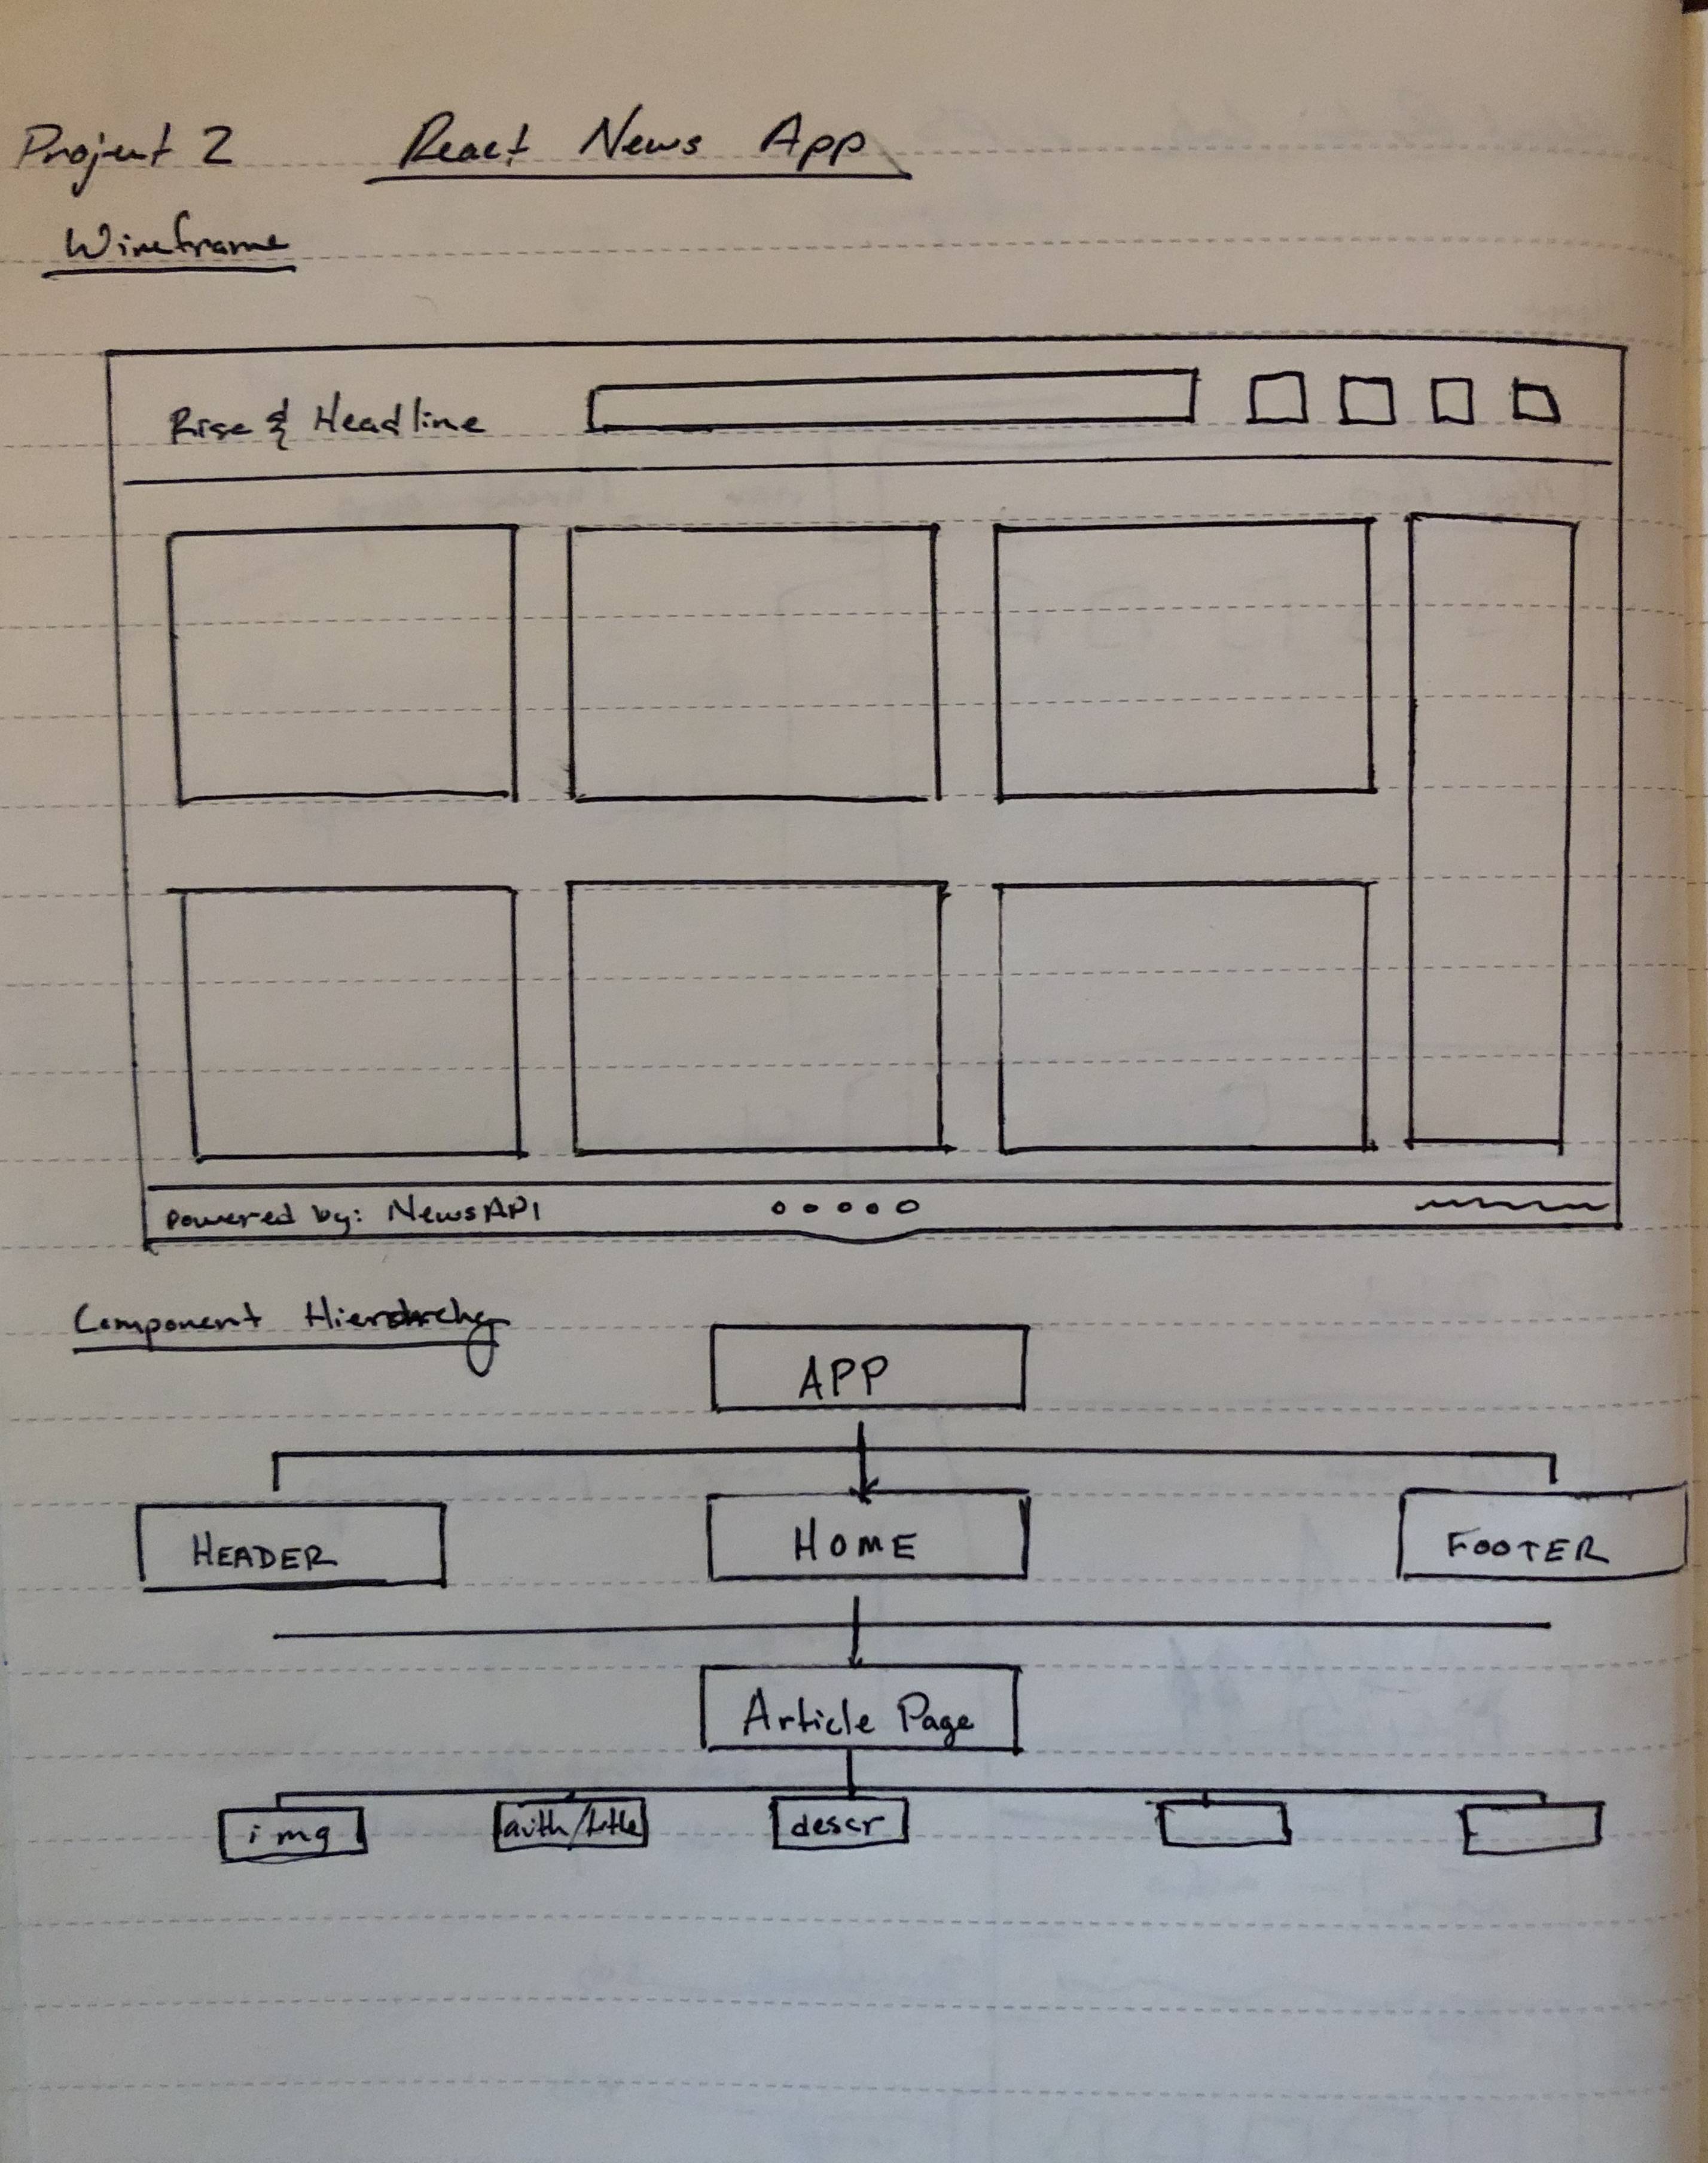 Project 2 React News App
Wireframe
Rise & Headline
Powered by: NewsAPI
Component Hierarchy
APP
HEADER HOME FOOTER
Article Page
img auth/title descr